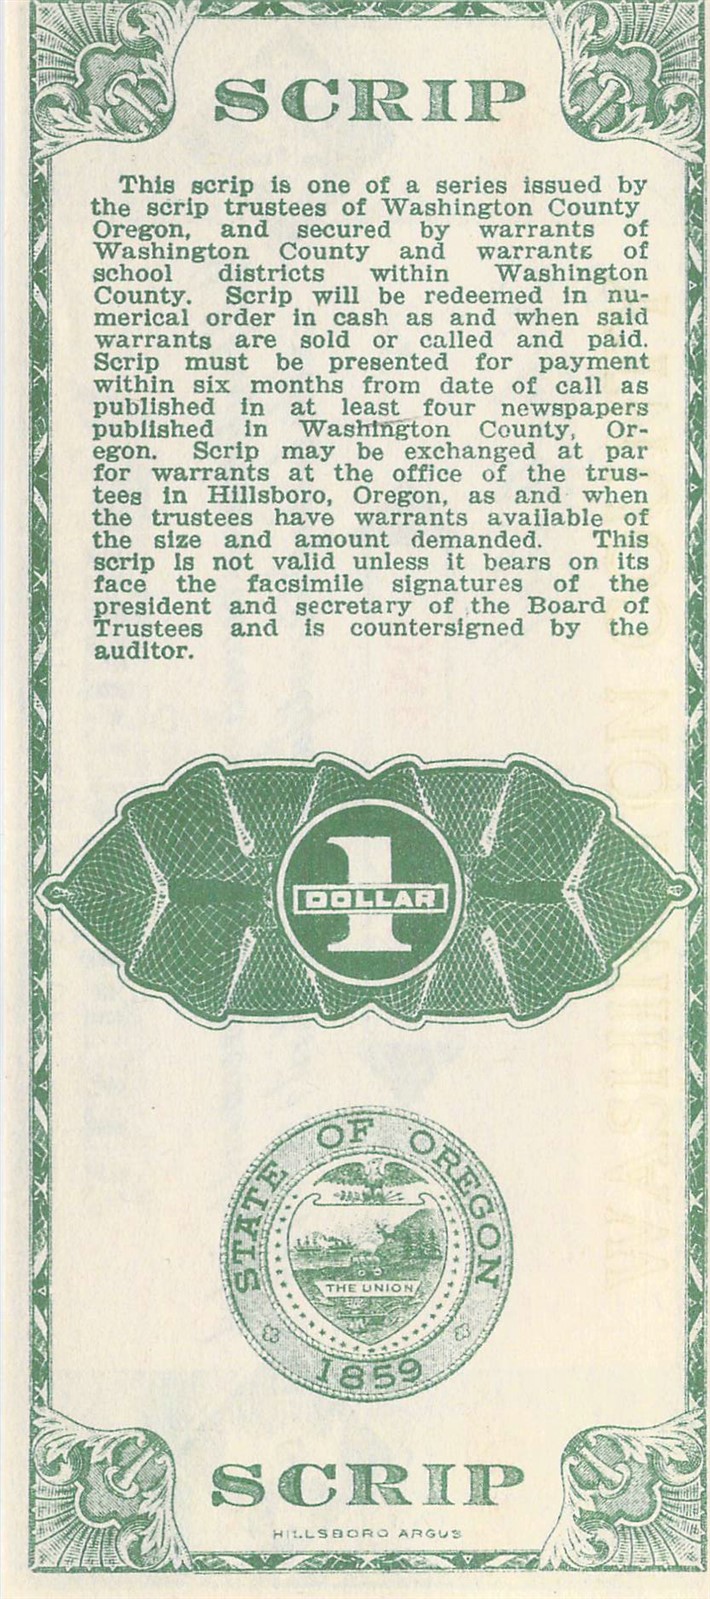 SCRIP
This scrip is one of a series issued by
the scrip trustees of Washington County
Oregon, and secured by warrants of
Washington County and warrants of
school districts within Washington
County. Scrip will be redeemed in nu-
merical order in cash as and when said
warrants are sold or called and paid.
Scrip must be presented for payment
within six months from date of call as
published in at least four newspapers
published in Washington County, Or-
egon. Scrip may be exchanged at par
for warrants at the office of the trus-
tees in Hillsboro, Oregon, as and when
the trustees have warrants available of
the size and amount demanded. This
scrip is not valid unless it bears on its
face the facsimile signatures of the
president and secretary of the Board of
Trustees and is countersigned by the
auditor.
1
DOLLAR
STATE OF OREGON
THE UNION
1859
SCRIP
HILLSBORO ARGUS